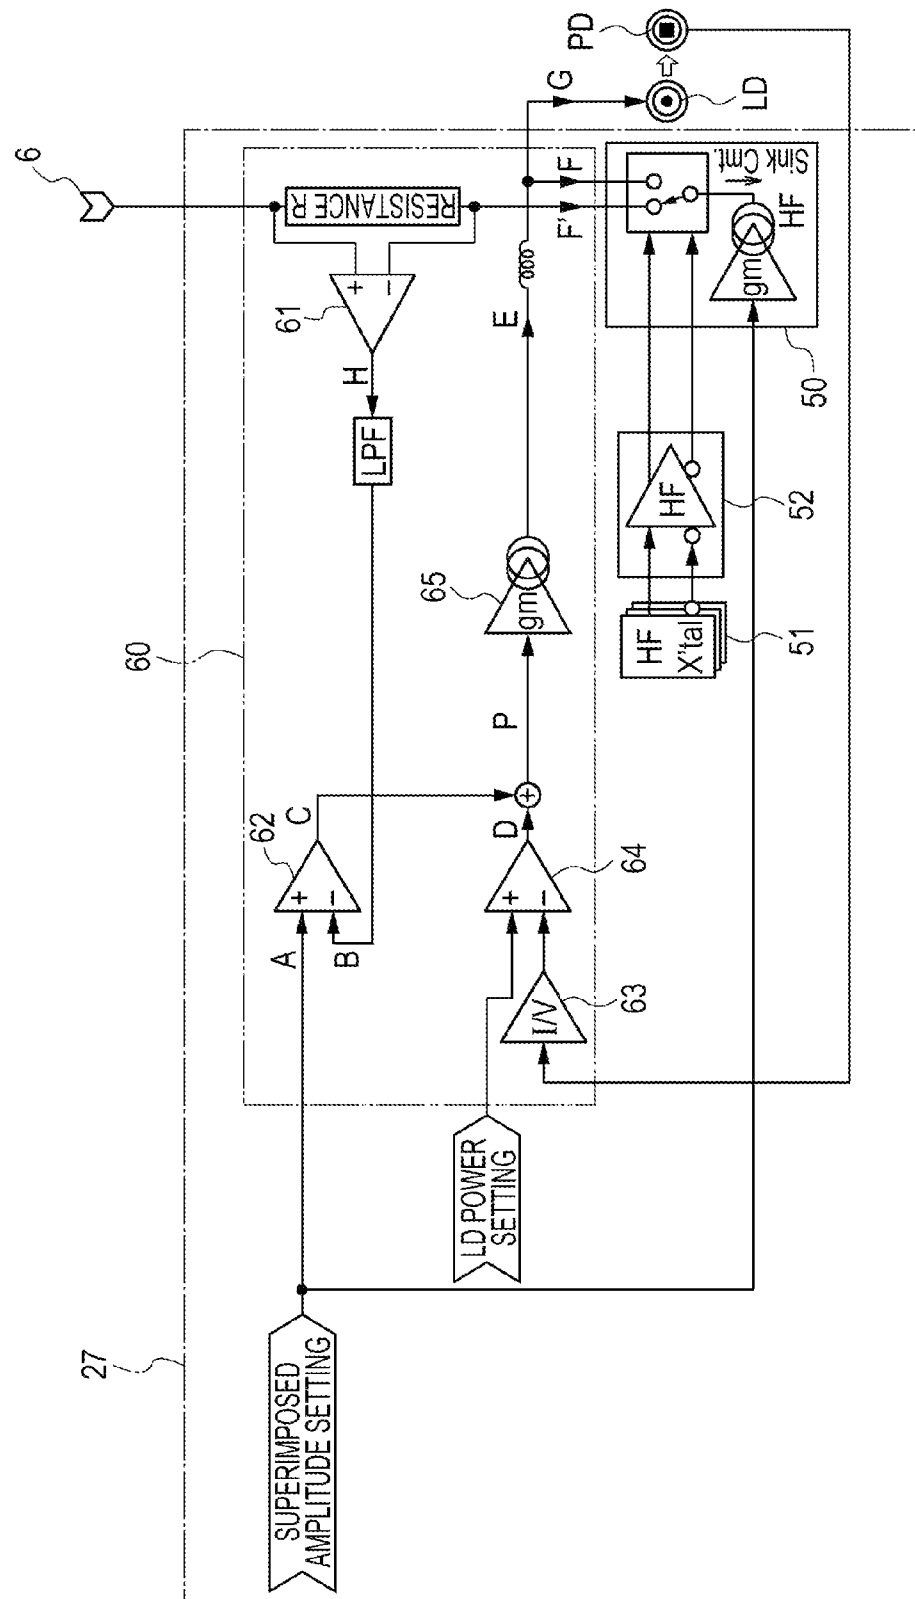 27
60
6
SUPERIMPOSED
AMPLITUDE SETTING
A
B
62
+
−
C
H
LPF
61
+
−
RESISTANCE R
LD POWER
SETTING
63
I/V
64
+
−
D
+
P
65
gm
E
F'
F
G
PD
LD
51
HF
X'tal
52
HF
50
gm
HF
Sink Crnt.